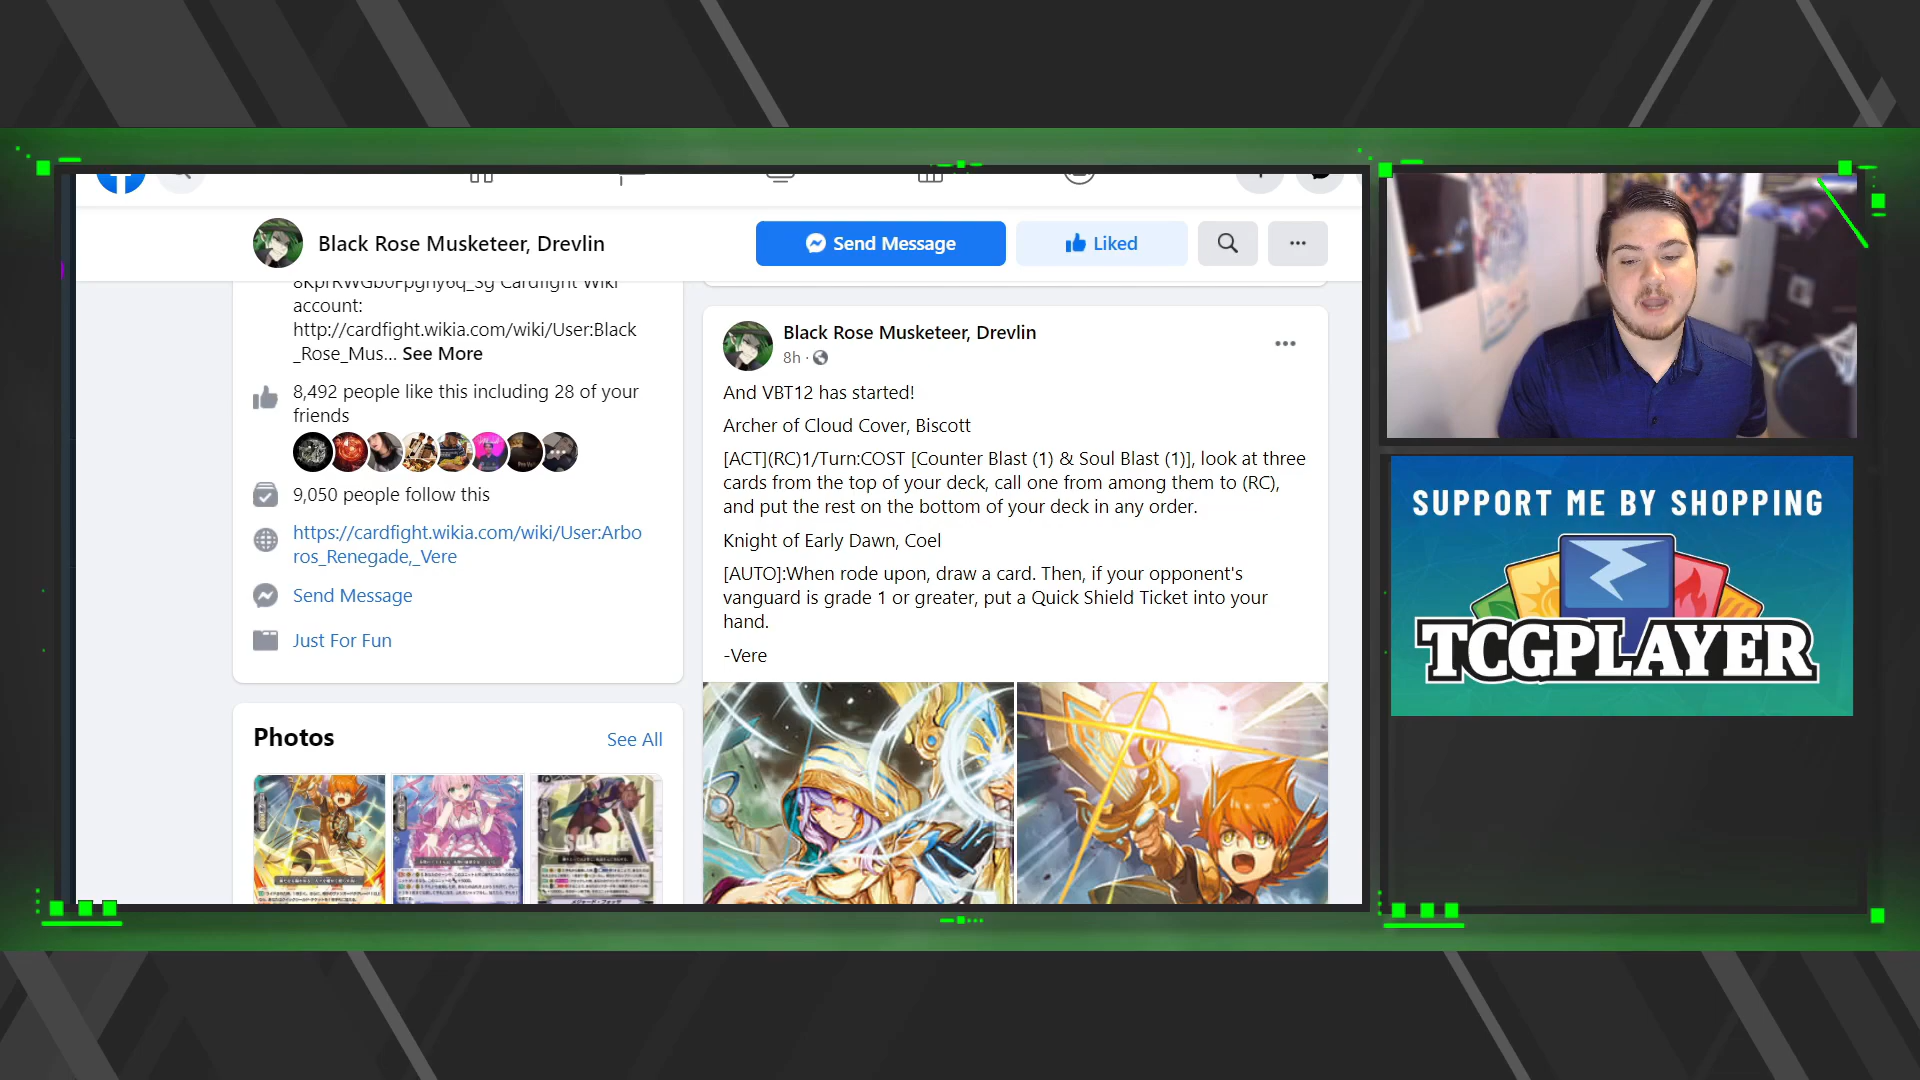 Black Rose Musketeer, Drevlin
Send Message
Liked
account:
http://cardfight.wikia.com/wiki/User:Black
_Rose_Mus... See More
8,492 people like this including 28 of your
friends
9,050 people follow this
https://cardfight.wikia.com/wiki/User:Arbo
ros_Renegade,_Vere
Send Message
Just For Fun
Photos
See All
Black Rose Musketeer, Drevlin
8h
And VBT12 has started!
Archer of Cloud Cover, Biscott
[ACT](RC)1/Turn:COST [Counter Blast (1) & Soul Blast (1)], look at three
cards from the top of your deck, call one from among them to (RC),
and put the rest on the bottom of your deck in any order.
Knight of Early Dawn, Coel
[AUTO]:When rode upon, draw a card. Then, if your opponent's
vanguard is grade 1 or greater, put a Quick Shield Ticket into your
hand.
-Vere
SUPPORT ME BY SHOPPING
TCGPLAYER